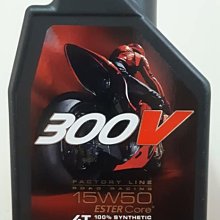 300V
FACTORY LINE
ROAD RACING
15W50
ESTER Core®
4T 100% SYNTHETIC